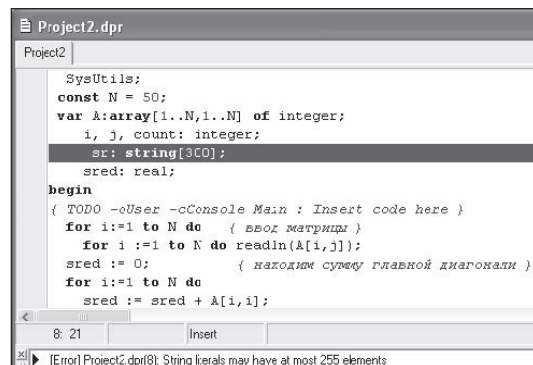 Project2.dpr
Project2
SysUtils;
const N = 50;
var A:array[1..N,1..N] of integer;
i, j, count: integer;
sr: string[300];
sred: real;
begin
{ TODO -oUser -cConsole Main : Insert code here }
for i:=1 to N do { ввод матрицы }
for i :=1 to N do readln(A[i,j]);
sred := 0; { находим сумму главной диагонали }
for i:=1 to N do
sred := sred + A[i,i];
8: 21 Insert
[Error] Project2.dpr(8): String literals may have at most 255 elements